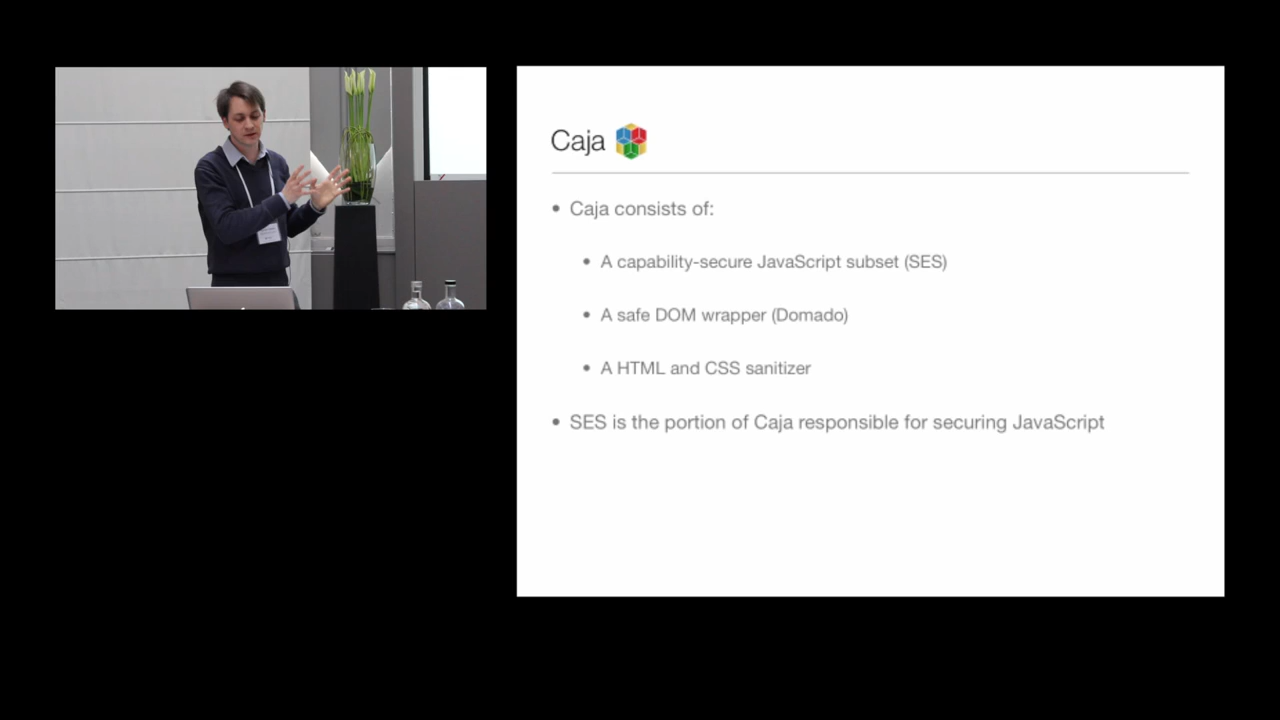 Caja
• Caja consists of:
• A capability-secure JavaScript subset (SES)
• A safe DOM wrapper (Domado)
• A HTML and CSS sanitizer
• SES is the portion of Caja responsible for securing JavaScript